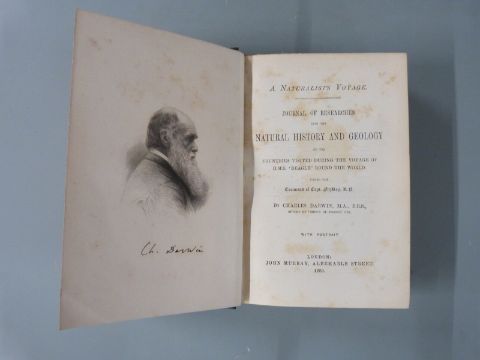 Ch. Darwin
A NATURALIST'S VOYAGE.
JOURNAL OF RESEARCHES
INTO THE
NATURAL HISTORY AND GEOLOGY
OF THE
COUNTRIES VISITED DURING THE VOYAGE OF
H.M.S. "BEAGLE" ROUND THE WORLD
UNDER THE
Command of Capt. Fitzroy, R.N.
BY CHARLES DARWIN, M.A., F.R.S.,
WITH PORTRAIT
LONDON:
JOHN MURRAY, ALBEMARLE STREET.